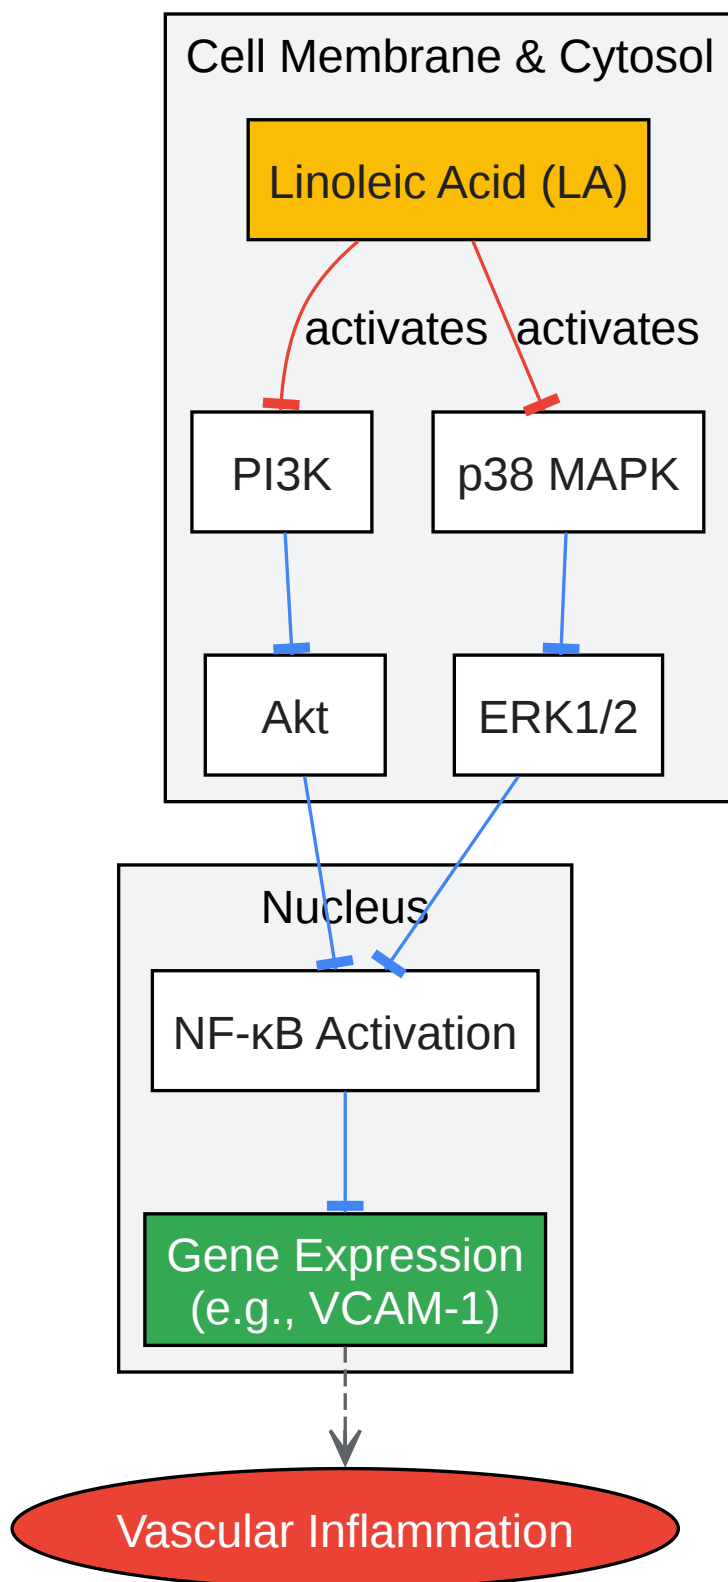 Cell Membrane & Cytosol
Linoleic Acid (LA)
activates
activates
PI3K
p38 MAPK
Akt
ERK1/2
Nucleus
NF-κB Activation
Gene Expression
(e.g., VCAM-1)
Vascular Inflammation